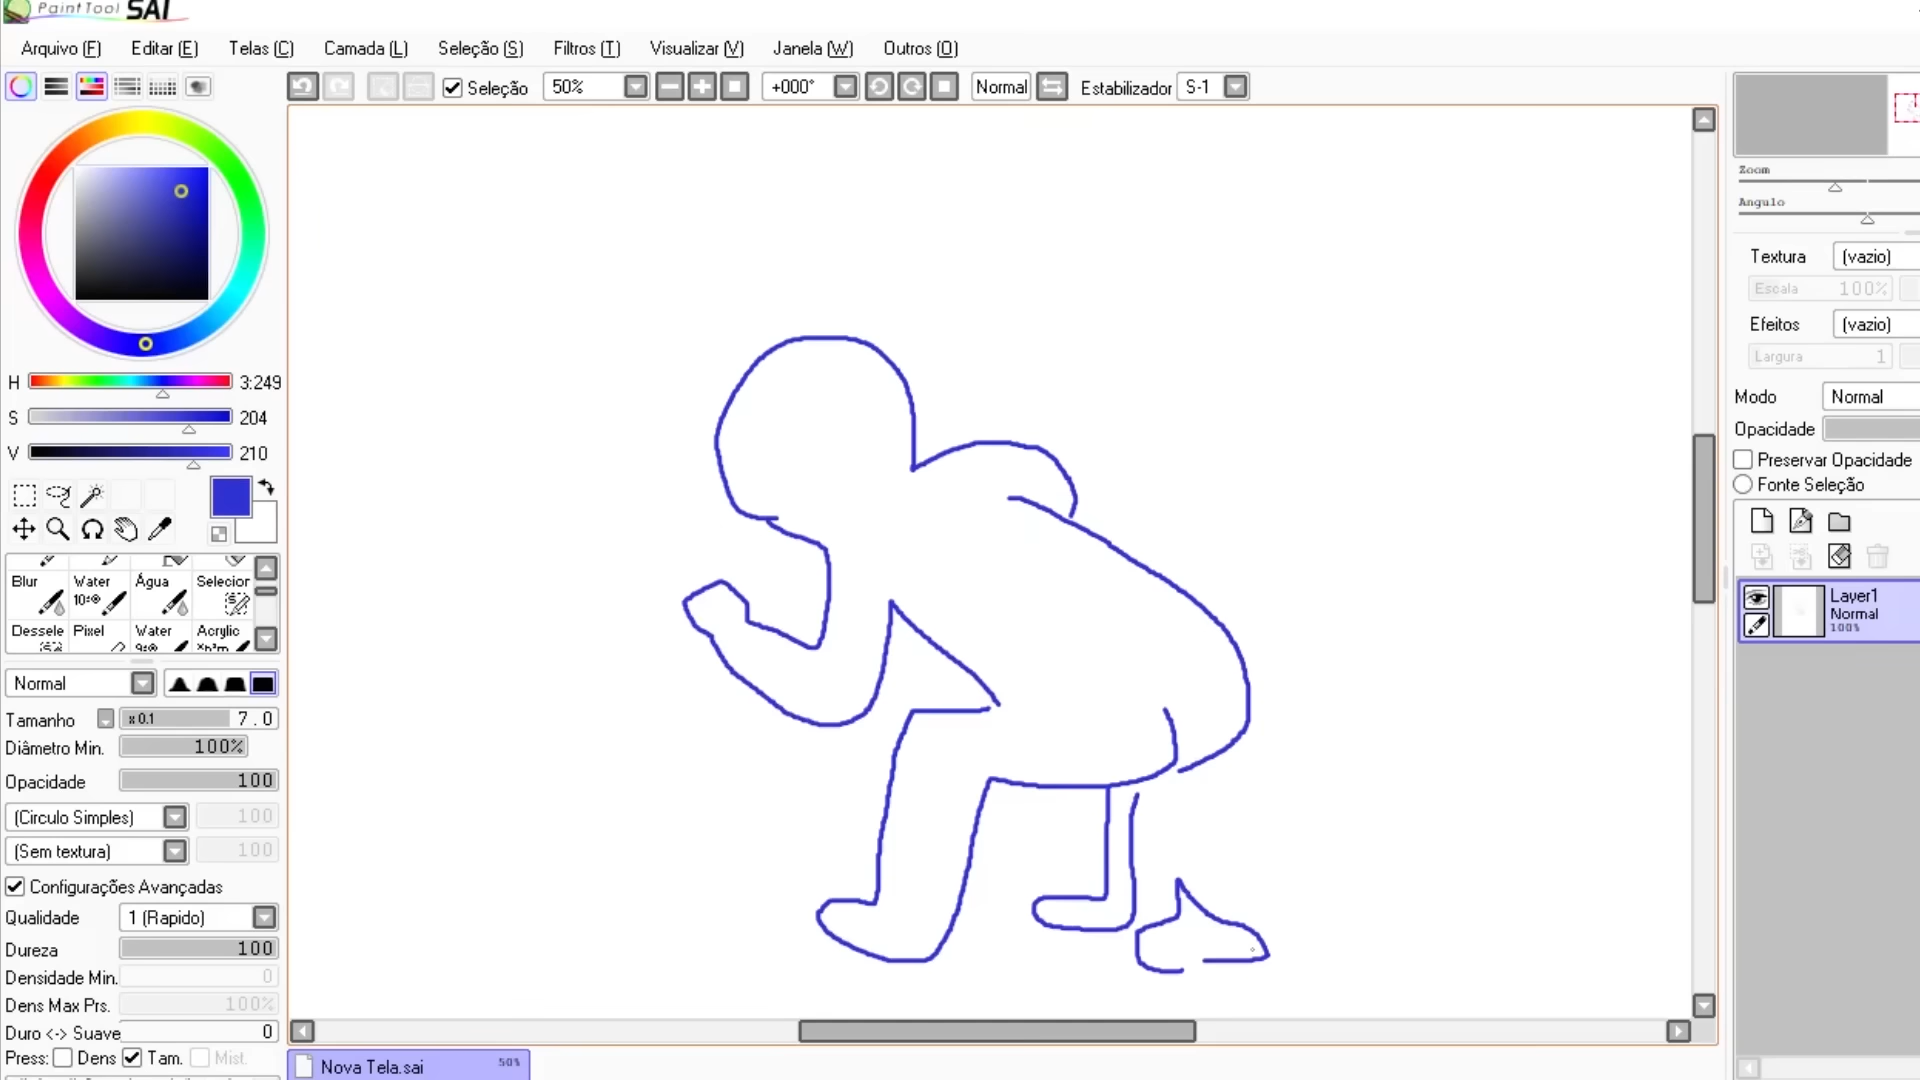 PaintTool SAI
Arquivo (F) Editar (E) Telas (C) Camada (L) Seleção (S) Filtros (T) Visualizar (V) Janela (W) Outros (O)
Seleção 50% +000° Normal Estabilizador S-1
Zoom
Angulo
Textura (vazio)
Escala 100%
Efeitos (vazio)
Largura 1
Modo Normal
Opacidade
Preservar Opacidade
Fonte Seleção
Layer1
Normal
100%
H 3:249
S 204
V 210
Blur Water Água Selecior
Dessele Pixel Water Acrylic
Normal
Tamanho x 0.1 7.0
Diâmetro Min. 100%
Opacidade 100
(Circulo Simples) 100
(Sem textura) 100
Configurações Avançadas
Qualidade 1 (Rapido)
Dureza 100
Densidade Min. 0
Dens Max Prs. 100%
Duro <-> Suave 0
Press: Dens Tam. Mist.
Nova Tela.sai 50%